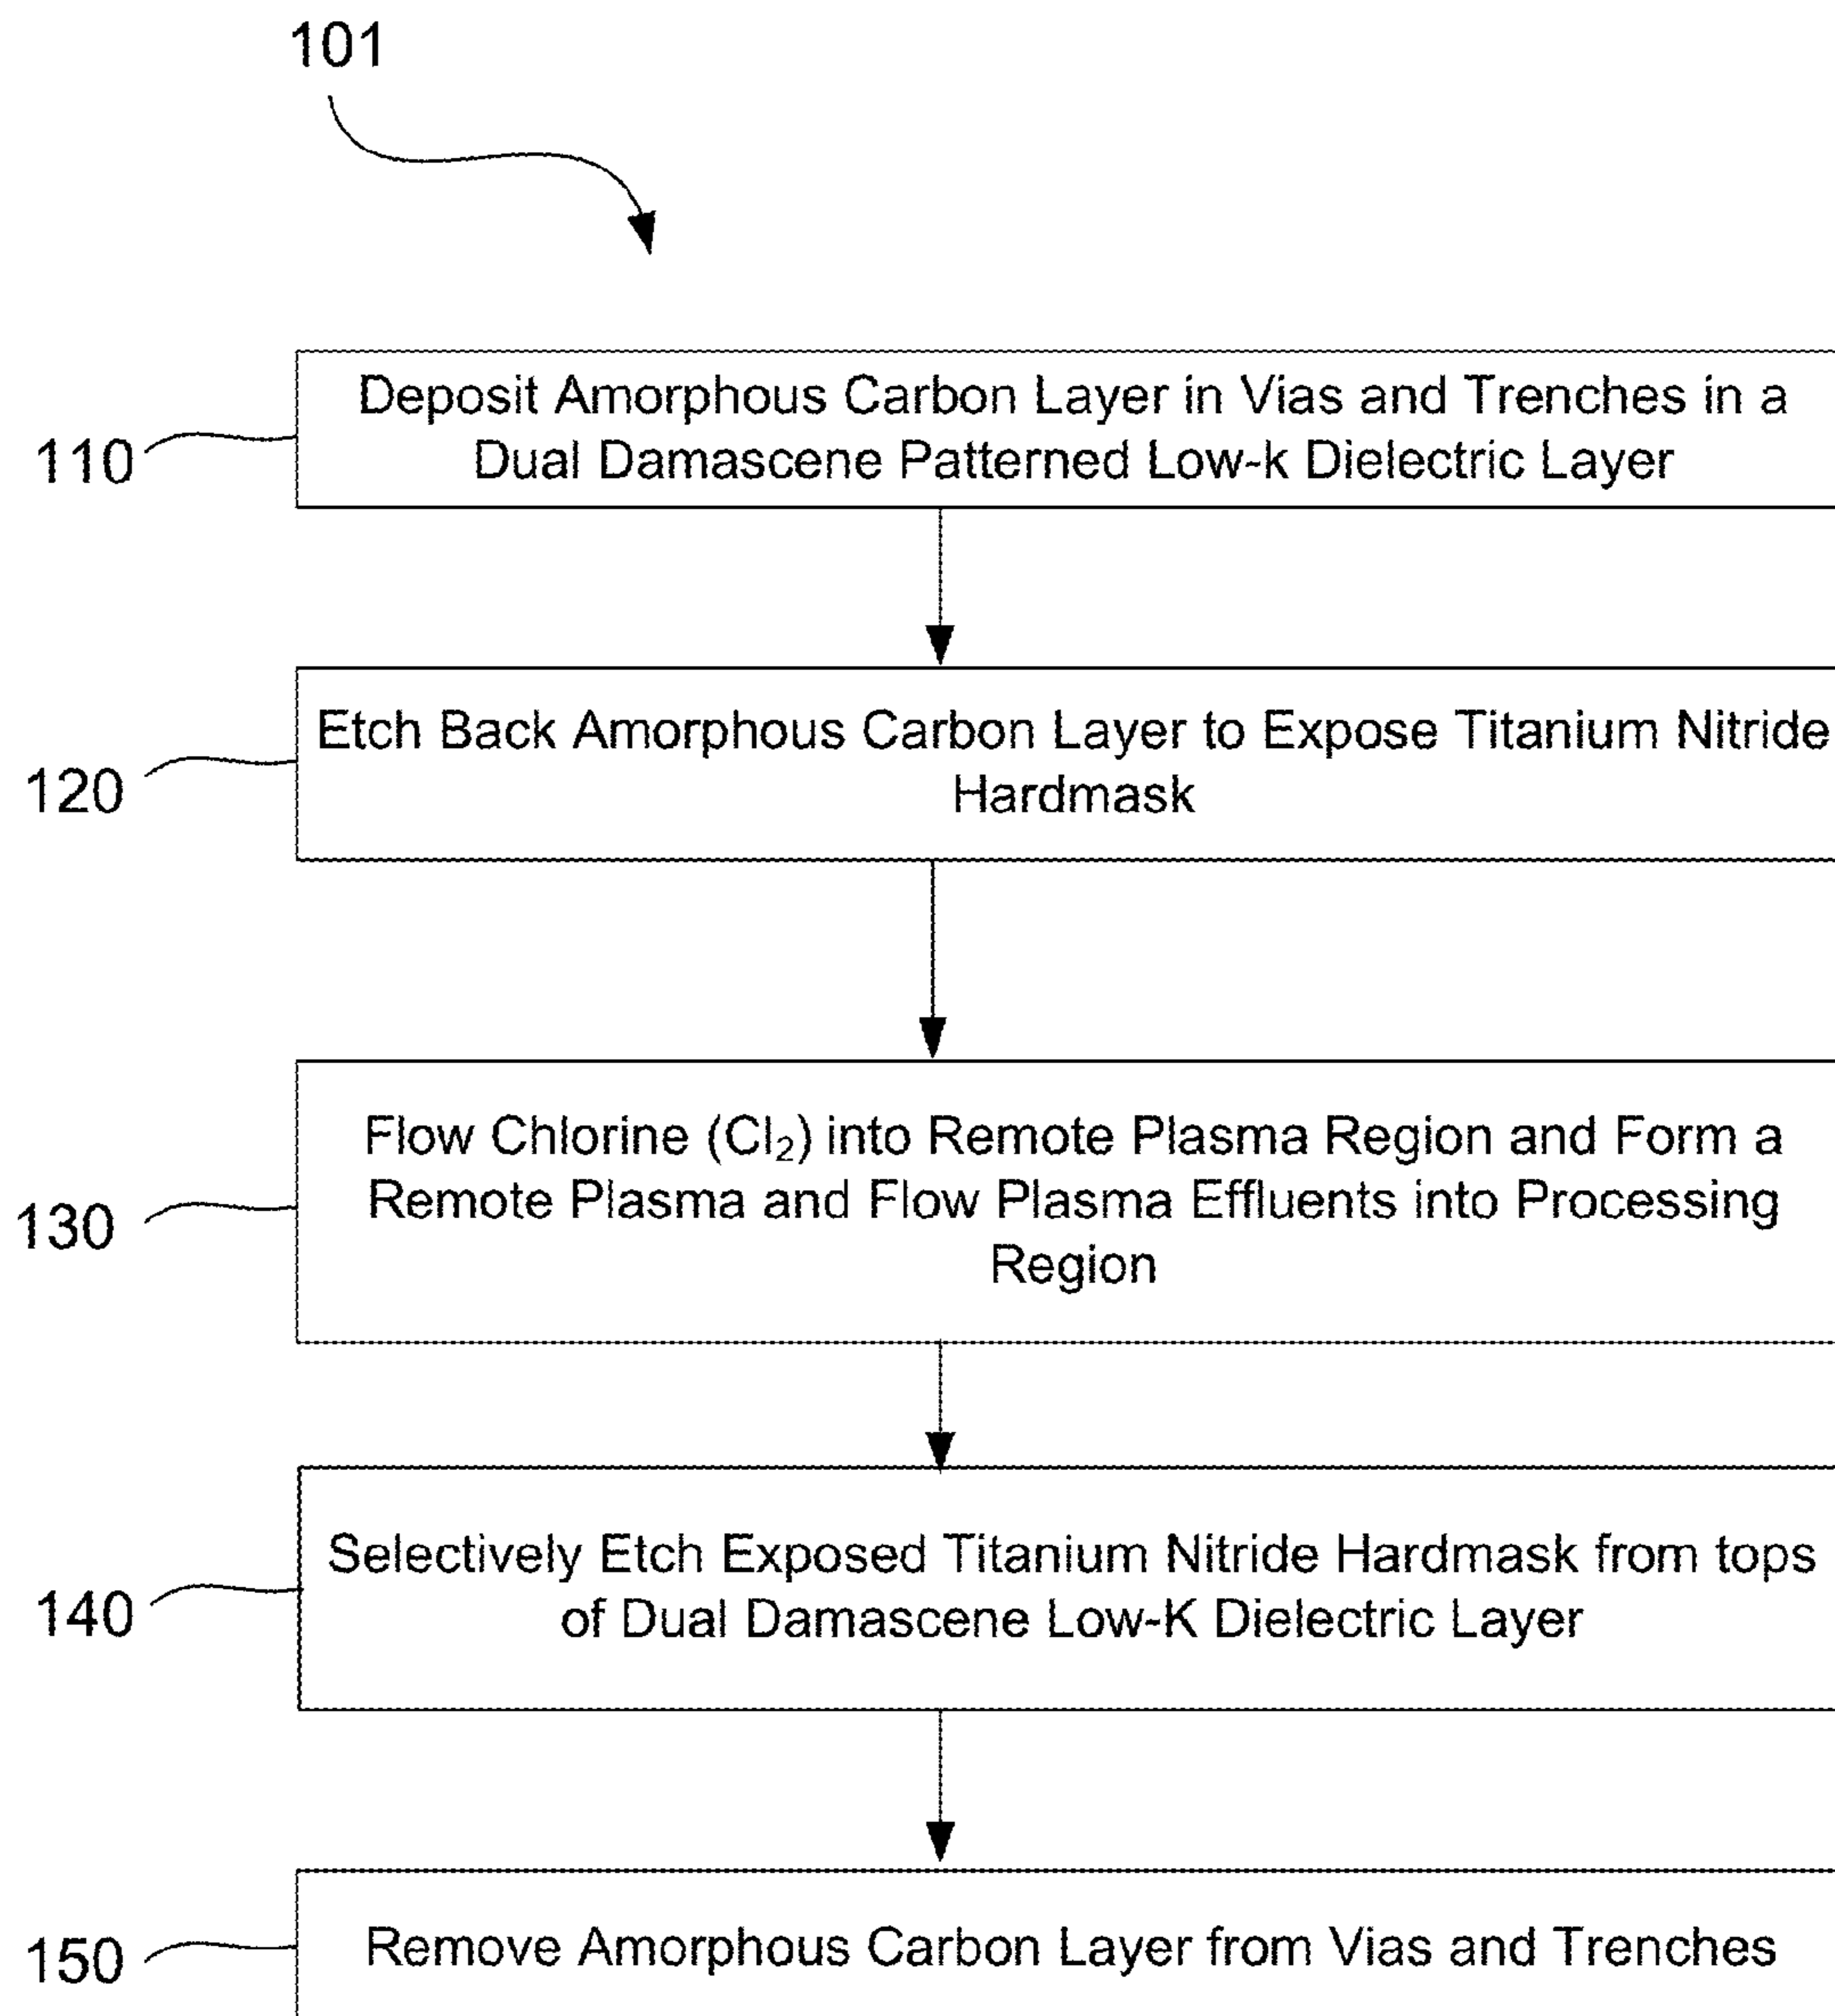 101
110
Deposit Amorphous Carbon Layer in Vias and Trenches in a
Dual Damascene Patterned Low-k Dielectric Layer
120
Etch Back Amorphous Carbon Layer to Expose Titanium Nitride
Hardmask
130
Flow Chlorine (Cl₂) into Remote Plasma Region and Form a
Remote Plasma and Flow Plasma Effluents into Processing
Region
140
Selectively Etch Exposed Titanium Nitride Hardmask from tops
of Dual Damascene Low-K Dielectric Layer
150
Remove Amorphous Carbon Layer from Vias and Trenches